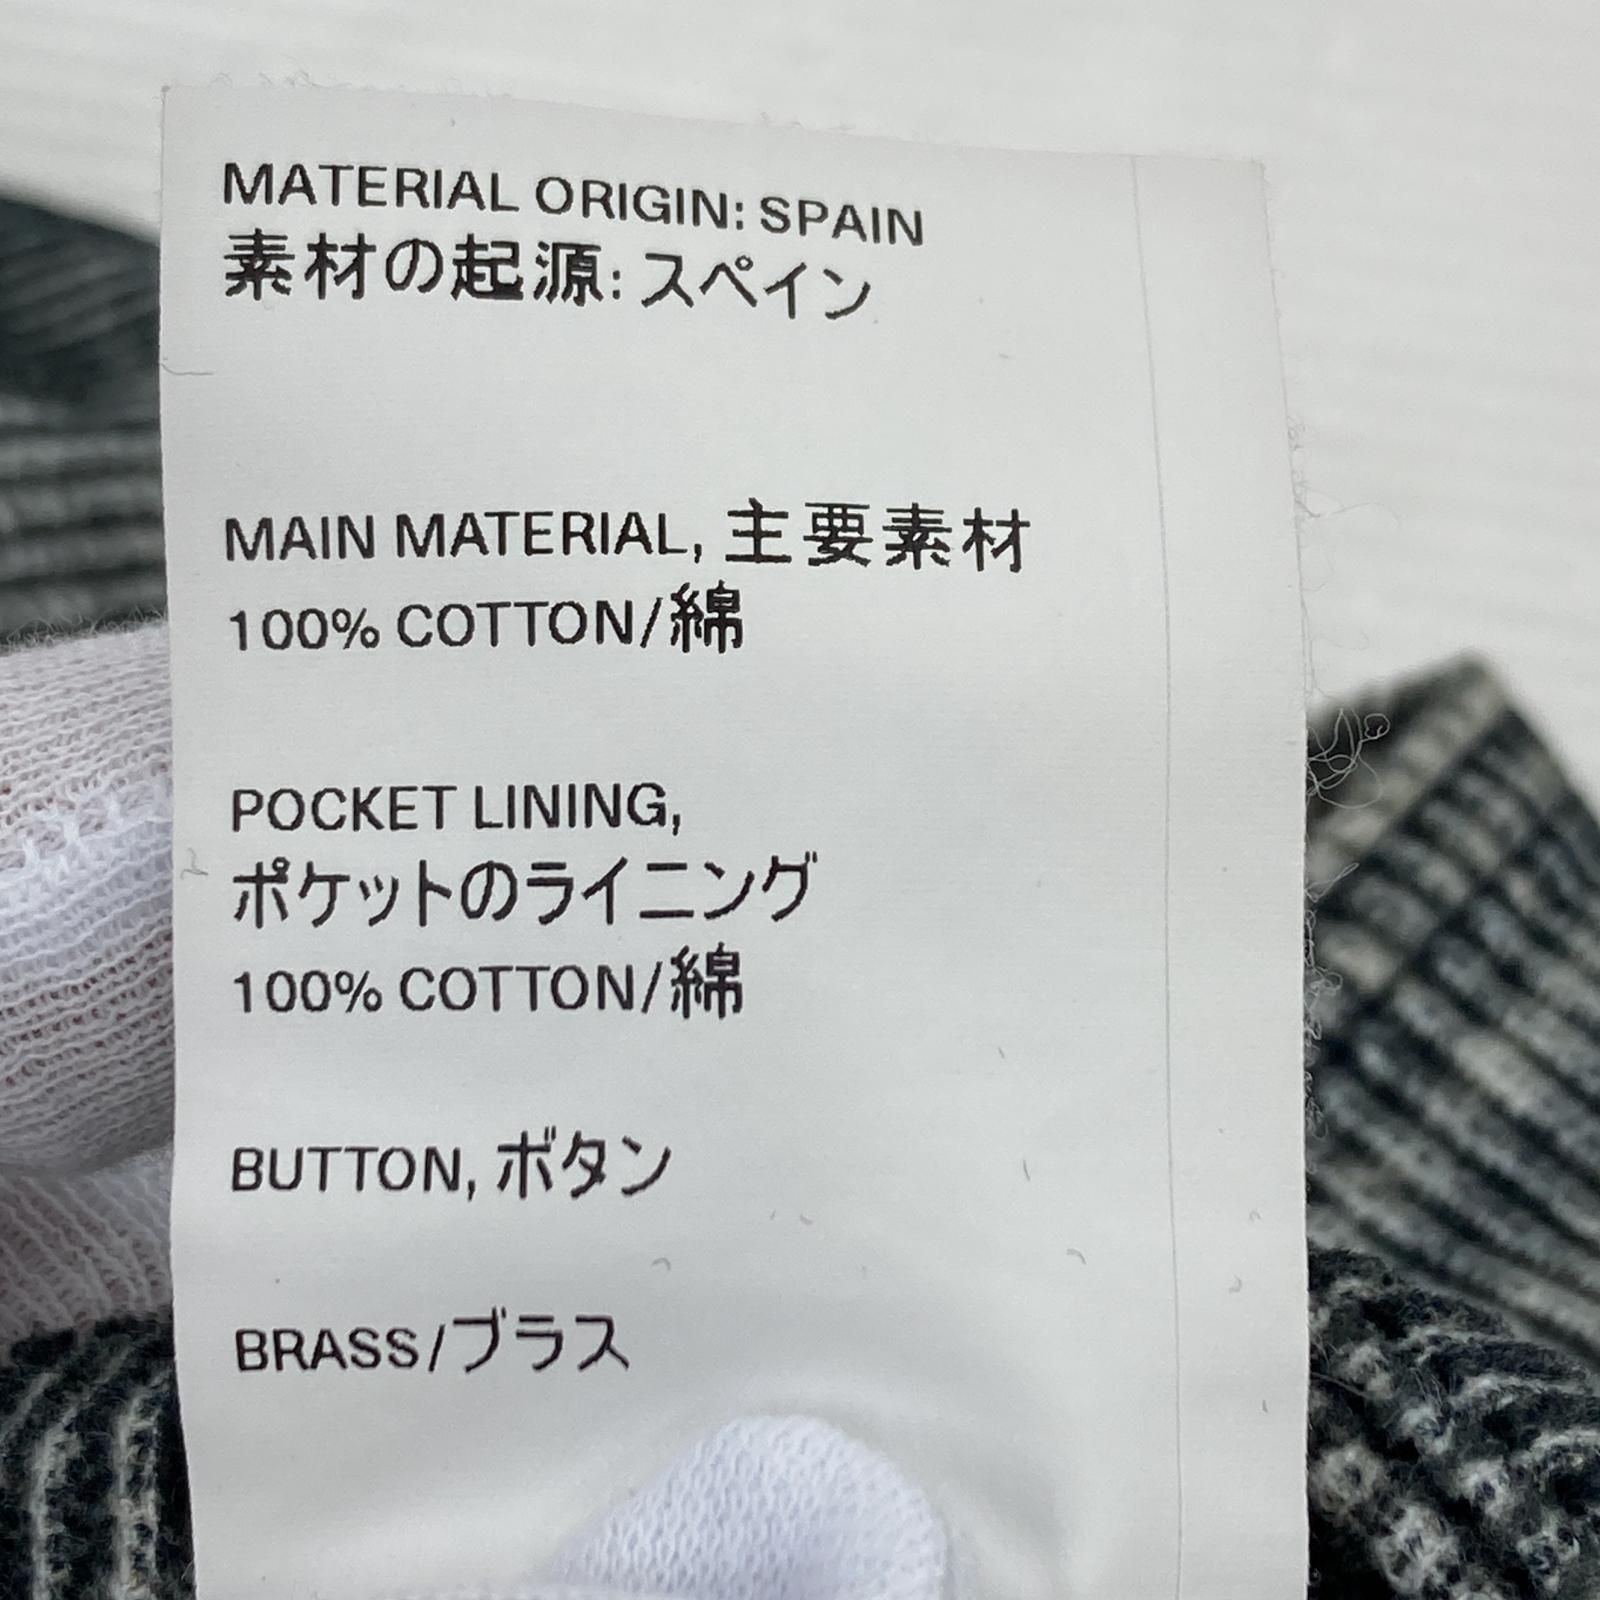 MATERIAL ORIGIN: SPAIN
素材の起源: スペイン
MAIN MATERIAL, 主要素材
100% COTTON/綿
POCKET LINING,
ポケットのライニング
100% COTTON/綿
BUTTON, ボタン
BRASS/ブラス